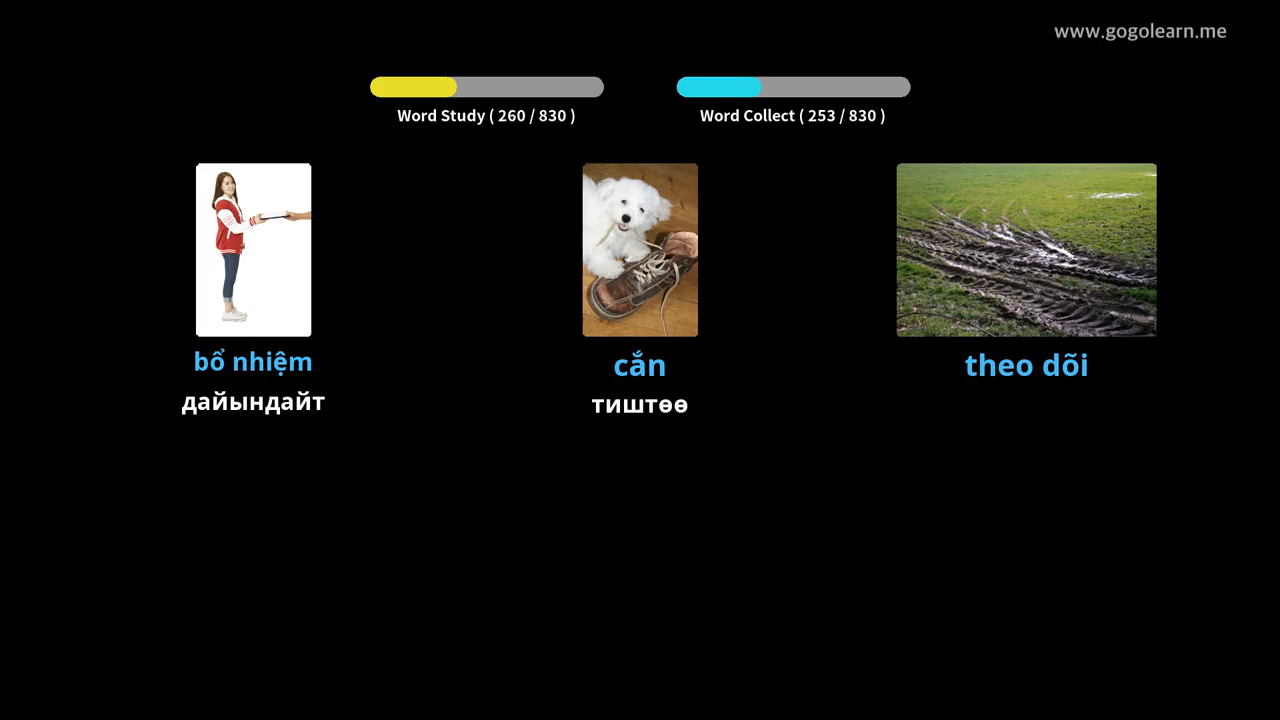 www.gogolearn.me
Word Study ( 260 / 830 )
Word Collect ( 253 / 830 )
bổ nhiệm
дайындайт
cắn
тиштөө
theo dõi